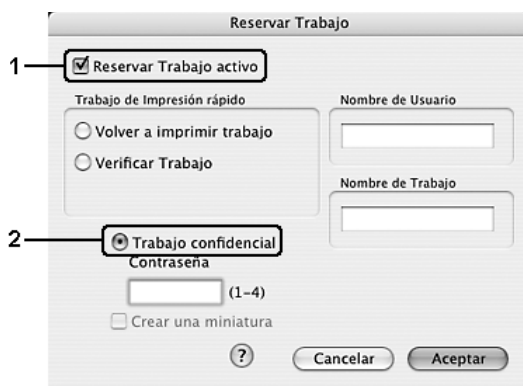 Reservar Trabajo
1
Reservar Trabajo activo
Trabajo de Impresión rápido
Volver a imprimir trabajo
Verificar Trabajo
Nombre de Usuario
Nombre de Trabajo
2
Trabajo confidencial
Contraseña
(1-4)
Crear una miniatura
?
Cancelar
Aceptar